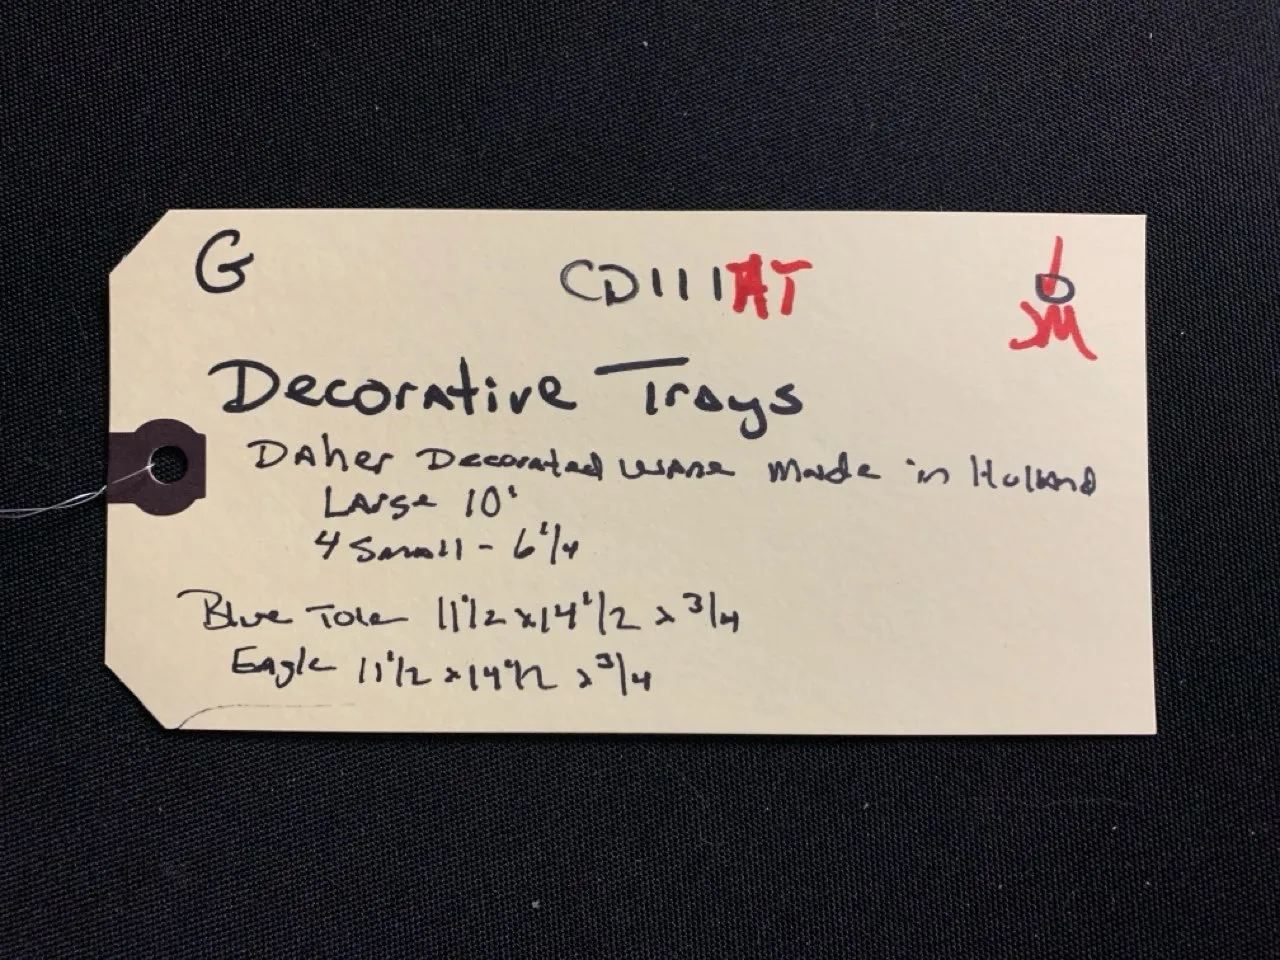 G CD111AT D
JM
Decorative Trays
Daher Decorated Ware Made in Holland
Large 10"
4 Small - 6 1/4
Blue Tole 11 1/2 x 14 1/2 x 3/4
Eagle 11 1/2 x 14 1/2 x 3/4